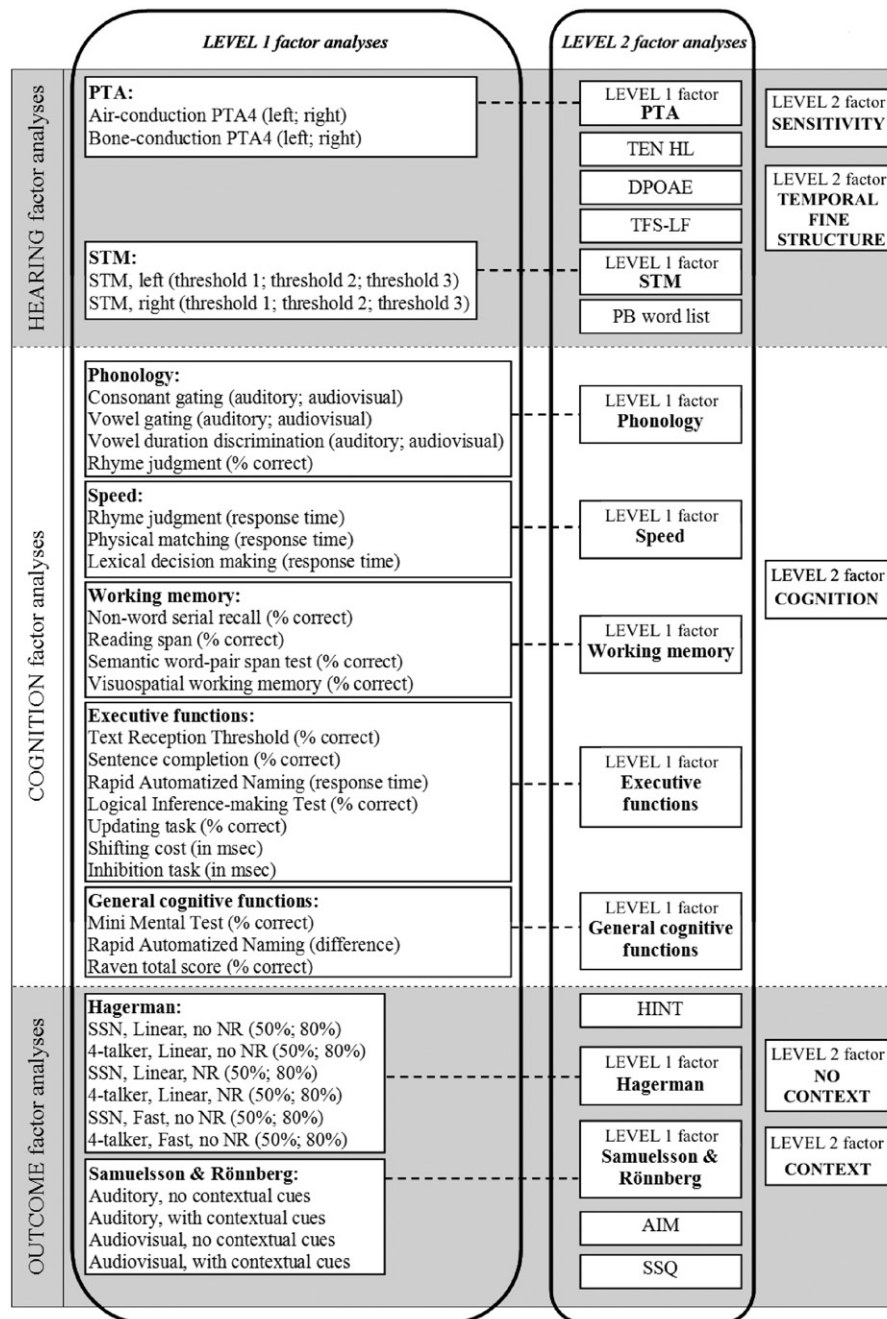 LEVEL 1 factor analyses
LEVEL 2 factor analyses
HEARING factor analyses
PTA:
Air-conduction PTA4 (left; right)
Bone-conduction PTA4 (left; right)
STM:
STM, left (threshold 1; threshold 2; threshold 3)
STM, right (threshold 1; threshold 2; threshold 3)
LEVEL 1 factor
PTA
TEN HL
DPOAE
TFS-LF
LEVEL 1 factor
STM
PB word list
LEVEL 2 factor
SENSITIVITY
LEVEL 2 factor
TEMPORAL
FINE
STRUCTURE
COGNITION factor analyses
Phonology:
Consonant gating (auditory; audiovisual)
Vowel gating (auditory; audiovisual)
Vowel duration discrimination (auditory; audiovisual)
Rhyme judgment (% correct)
Speed:
Rhyme judgment (response time)
Physical matching (response time)
Lexical decision making (response time)
Working memory:
Non-word serial recall (% correct)
Reading span (% correct)
Semantic word-pair span test (% correct)
Visuospatial working memory (% correct)
Executive functions:
Text Reception Threshold (% correct)
Sentence completion (% correct)
Rapid Automatized Naming (response time)
Logical Inference-making Test (% correct)
Updating task (% correct)
Shifting cost (in msec)
Inhibition task (in msec)
General cognitive functions:
Mini Mental Test (% correct)
Rapid Automatized Naming (difference)
Raven total score (% correct)
LEVEL 1 factor
Phonology
LEVEL 1 factor
Speed
LEVEL 1 factor
Working memory
LEVEL 1 factor
Executive
functions
LEVEL 1 factor
General cognitive
functions
LEVEL 2 factor
COGNITION
OUTCOME factor analyses
Hagerman:
SSN, Linear, no NR (50%; 80%)
4-talker, Linear, no NR (50%; 80%)
SSN, Linear, NR (50%; 80%)
4-talker, Linear, NR (50%; 80%)
SSN, Fast, no NR (50%; 80%)
4-talker, Fast, no NR (50%; 80%)
Samuelsson & Rönnberg:
Auditory, no contextual cues
Auditory, with contextual cues
Audiovisual, no contextual cues
Audiovisual, with contextual cues
HINT
LEVEL 1 factor
Hagerman
LEVEL 1 factor
Samuelsson &
Rönnberg
AIM
SSQ
LEVEL 2 factor
NO
CONTEXT
LEVEL 2 factor
CONTEXT